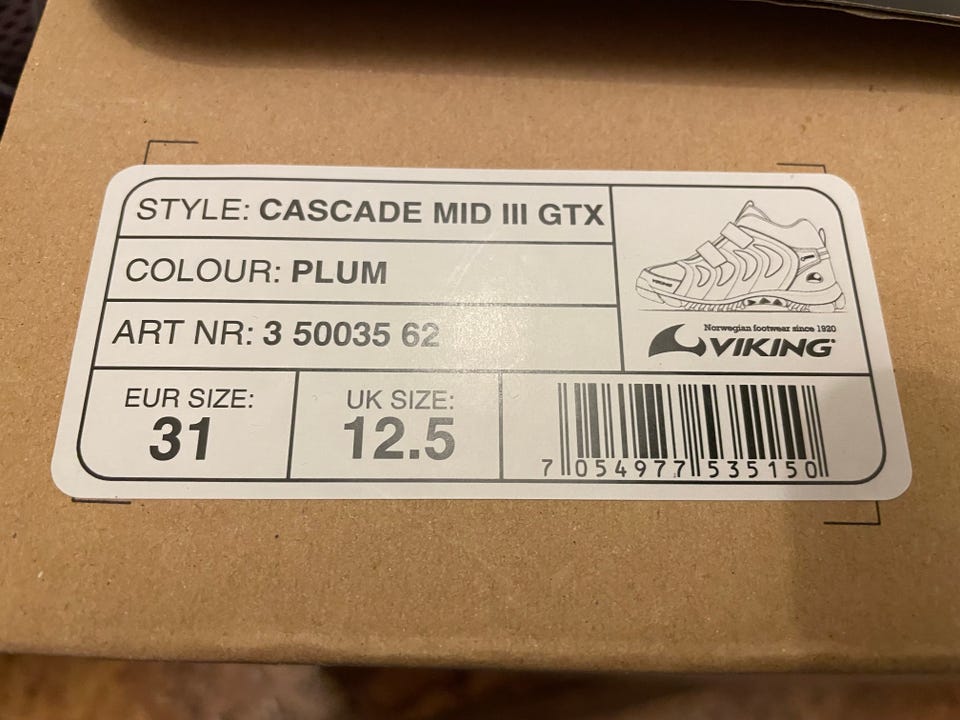 STYLE: CASCADE MID III GTX
COLOUR: PLUM
ART NR: 3 50035 62
VIKING
Norwegian footwear since 1920
VIKING
EUR SIZE:
31
UK SIZE:
12.5
7 054977 535150